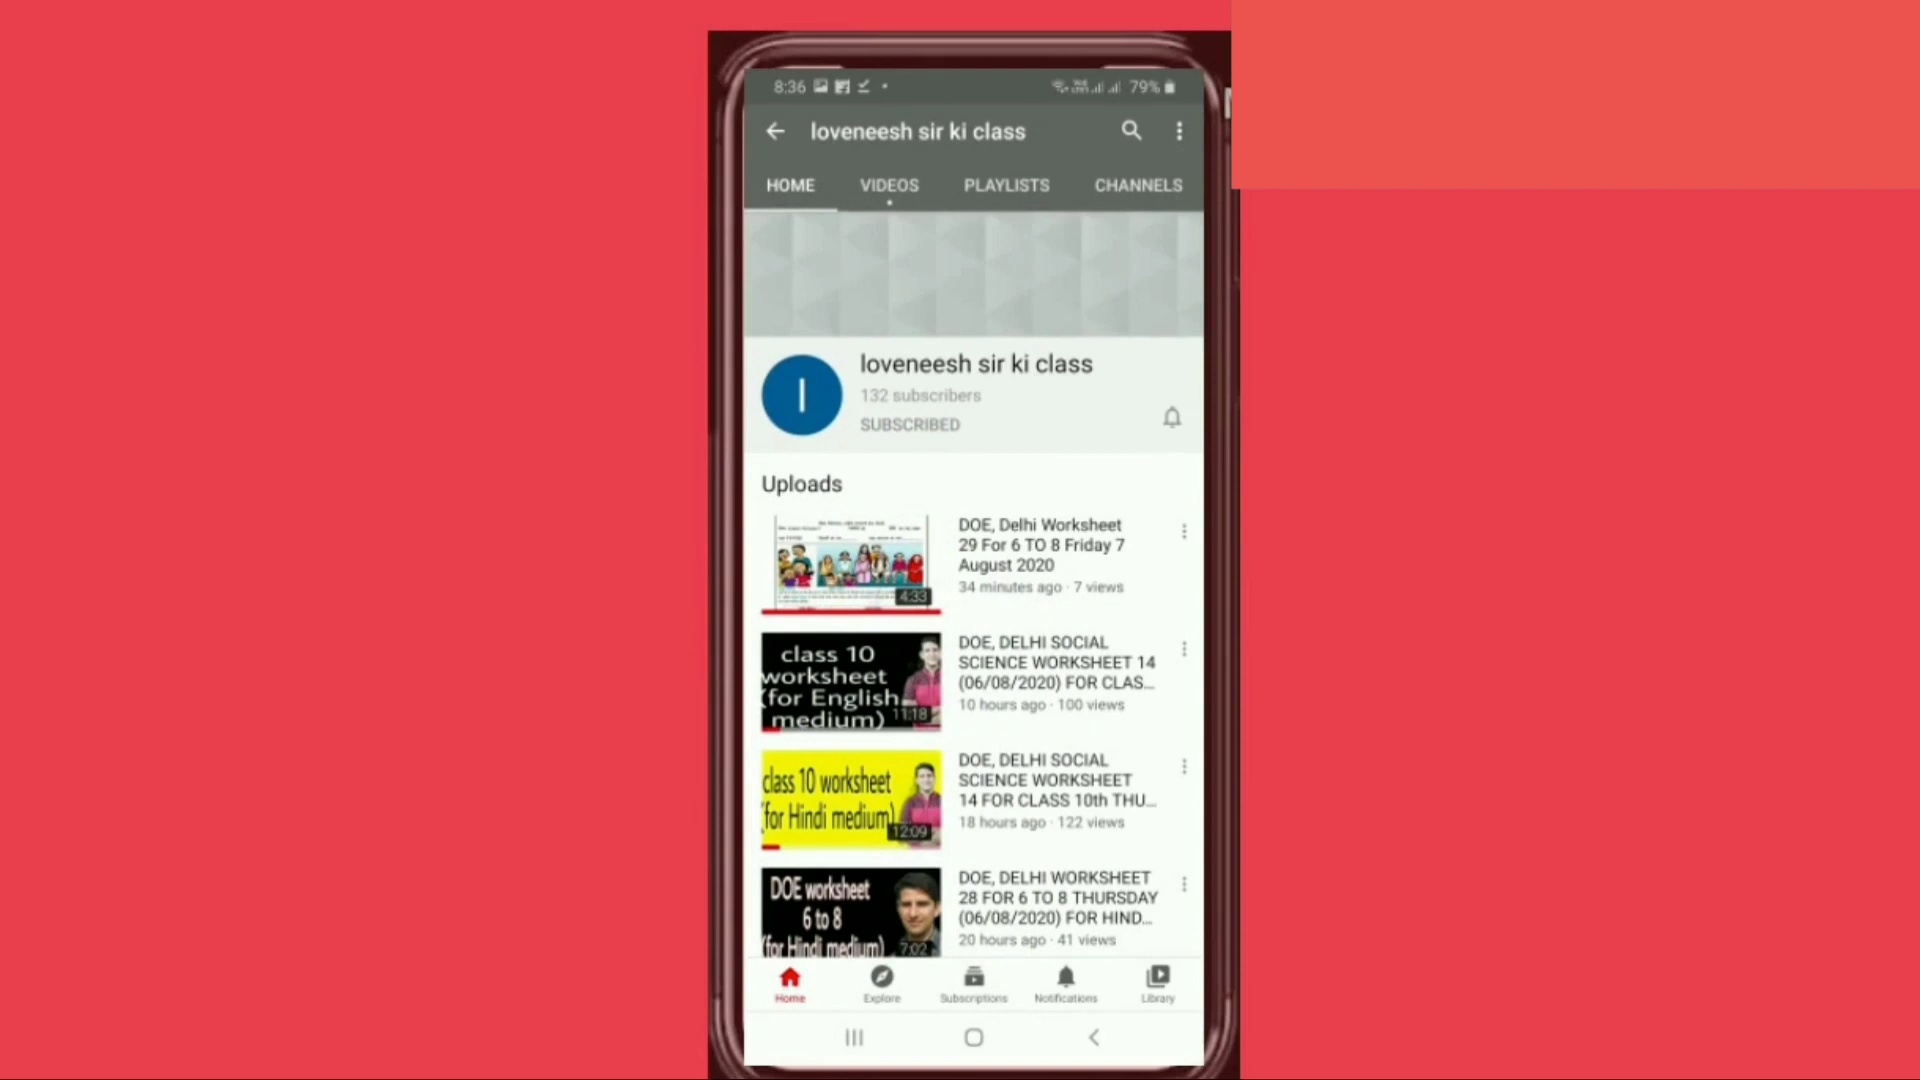 8:36
79%
loveneesh sir ki class
HOME VIDEOS PLAYLISTS CHANNELS
loveneesh sir ki class
132 subscribers
SUBSCRIBED
Uploads
4:33
DOE, Delhi Worksheet
29 For 6 TO 8 Friday 7
August 2020
34 minutes ago · 7 views
class 10
worksheet
(for English
medium)
11:18
DOE, DELHI SOCIAL
SCIENCE WORKSHEET 14
(06/08/2020) FOR CLAS...
10 hours ago · 100 views
class 10 worksheet
(for Hindi medium)
12:09
DOE, DELHI SOCIAL
SCIENCE WORKSHEET
14 FOR CLASS 10th THU...
18 hours ago · 122 views
DOE worksheet
6 to 8
(for Hindi medium)
7:02
DOE, DELHI WORKSHEET
28 FOR 6 TO 8 THURSDAY
(06/08/2020) FOR HIND...
20 hours ago · 41 views
Home Explore Subscriptions Notifications Library